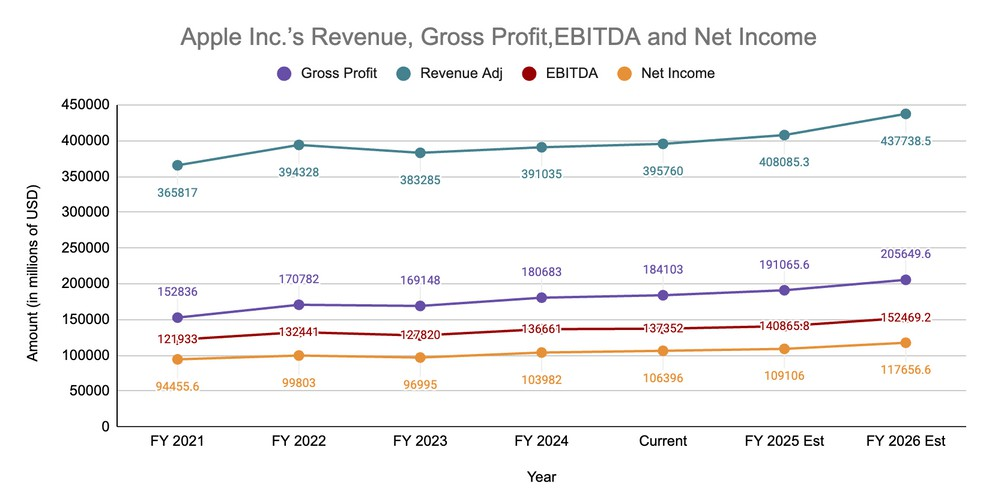 Apple Inc.’s Revenue, Gross Profit,EBITDA and Net Income
Gross Profit Revenue Adj EBITDA Net Income
Amount (in millions of USD)
450000
400000
350000
300000
250000
200000
150000
100000
50000
0
365817 394328 383285 391035 395760 408085.3 437738.5
152836 170782 169148 180683 184103 191065.6 205649.6
121933 132441 127820 136661 137352 140865.8 152469.2
94455.6 99803 96995 103982 106396 109106 117656.6
FY 2021 FY 2022 FY 2023 FY 2024 Current FY 2025 Est FY 2026 Est
Year